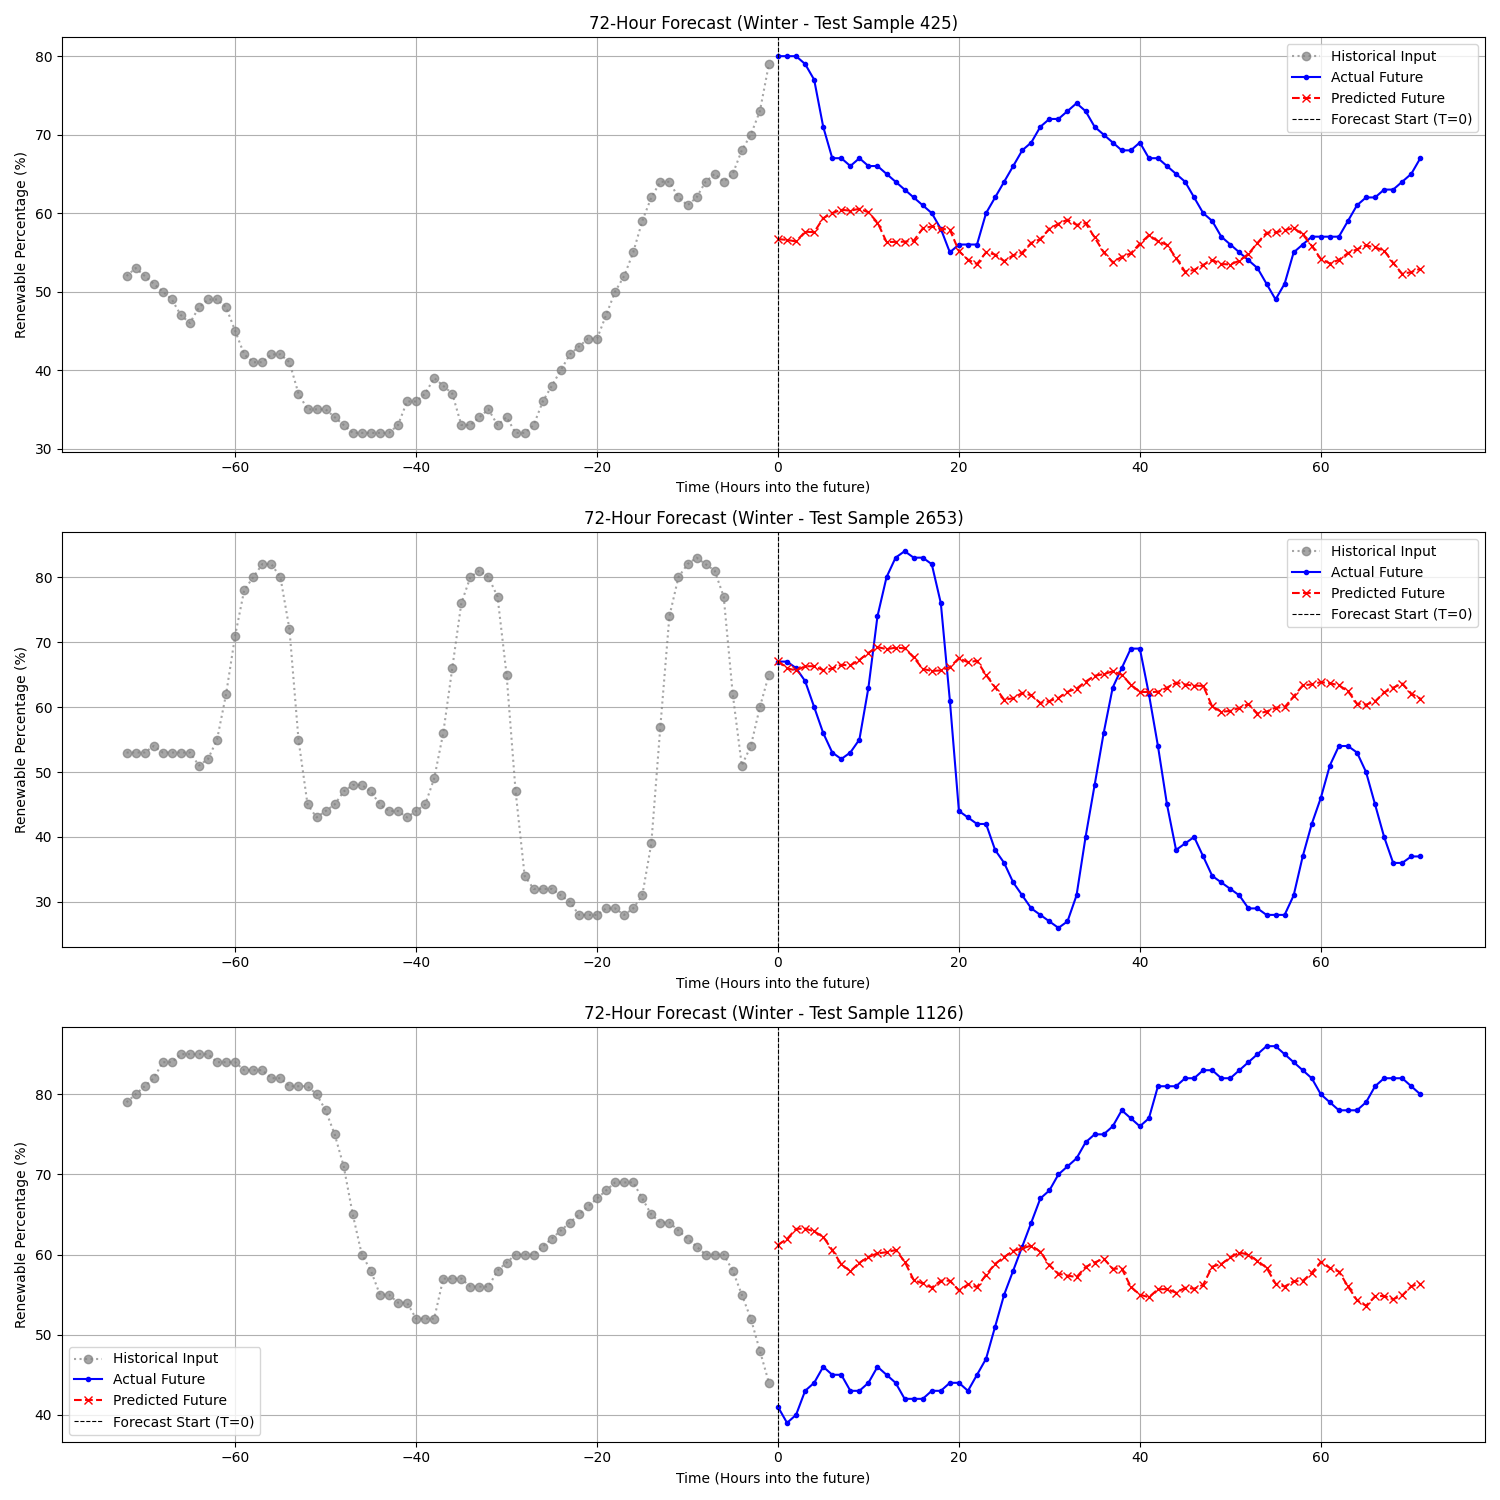 72-Hour Forecast (Winter - Test Sample 425)
Renewable Percentage (%)
80
70
60
50
40
30
Historical Input
Actual Future
Predicted Future
Forecast Start (T=0)
−60
−40
−20
0
20
40
60
Time (Hours into the future)
72-Hour Forecast (Winter - Test Sample 2653)
Renewable Percentage (%)
80
70
60
50
40
30
Historical Input
Actual Future
Predicted Future
Forecast Start (T=0)
−60
−40
−20
0
20
40
60
Time (Hours into the future)
72-Hour Forecast (Winter - Test Sample 1126)
Renewable Percentage (%)
80
70
60
50
40
Historical Input
Actual Future
Predicted Future
Forecast Start (T=0)
−60
−40
−20
0
20
40
60
Time (Hours into the future)